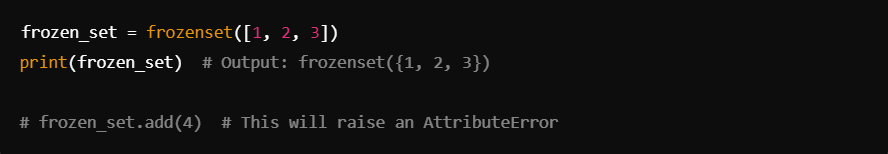 frozen_set = frozenset([1, 2, 3])
print(frozen_set)  # Output: frozenset({1, 2, 3})
# frozen_set.add(4)  # This will raise an AttributeError